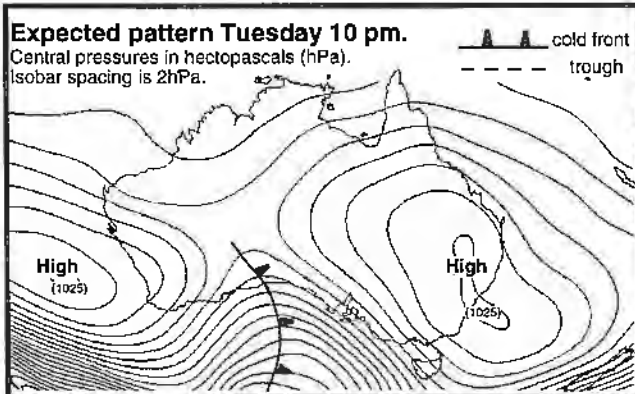 Expected pattern Tuesday 10 pm.
Central pressures in hectopascals (hPa).
Isobar spacing is 2hPa.
cold front
trough
High
(1025)
High
(1025)